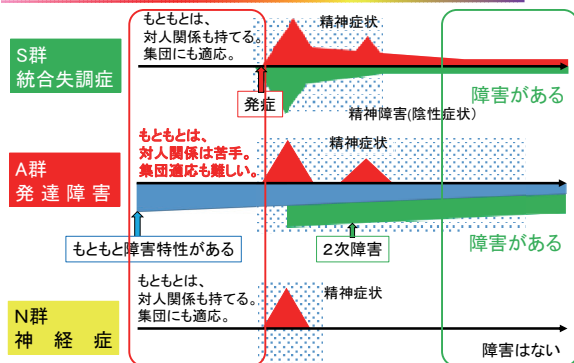 もともとは、
対人関係も持てる。
集団にも適応。
精神症状
S群
統合失調症
発症
障害がある
精神障害(陰性症状)
もともとは、
対人関係は苦手。
集団適応も難しい。
精神症状
A群
発達障害
もともと障害特性がある
2次障害
障害がある
もともとは、
対人関係も持てる。
集団にも適応。
精神症状
N群
神経症
障害はない